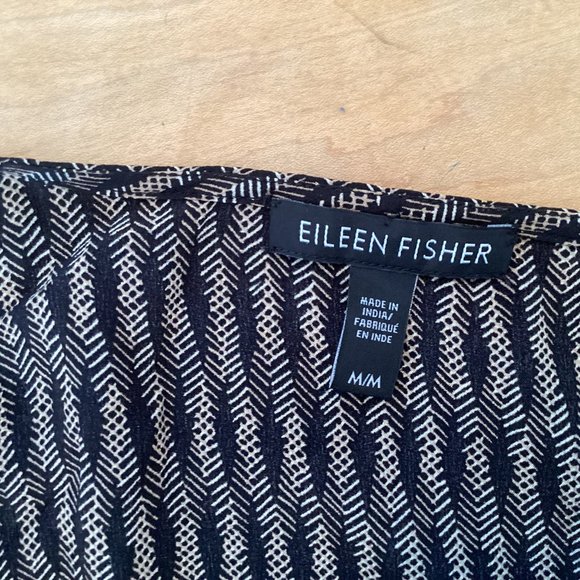 EILEEN FISHER
MADE IN
INDIA/
FABRIQUÉ
EN INDE
M/M